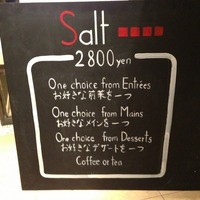 Salt
2800yen
One choice from Entrées
お好きな前菜を一つ
One choice from Mains
お好きなメインを一つ
One choice from Desserts
お好きなデザートを一つ
Coffee or tea